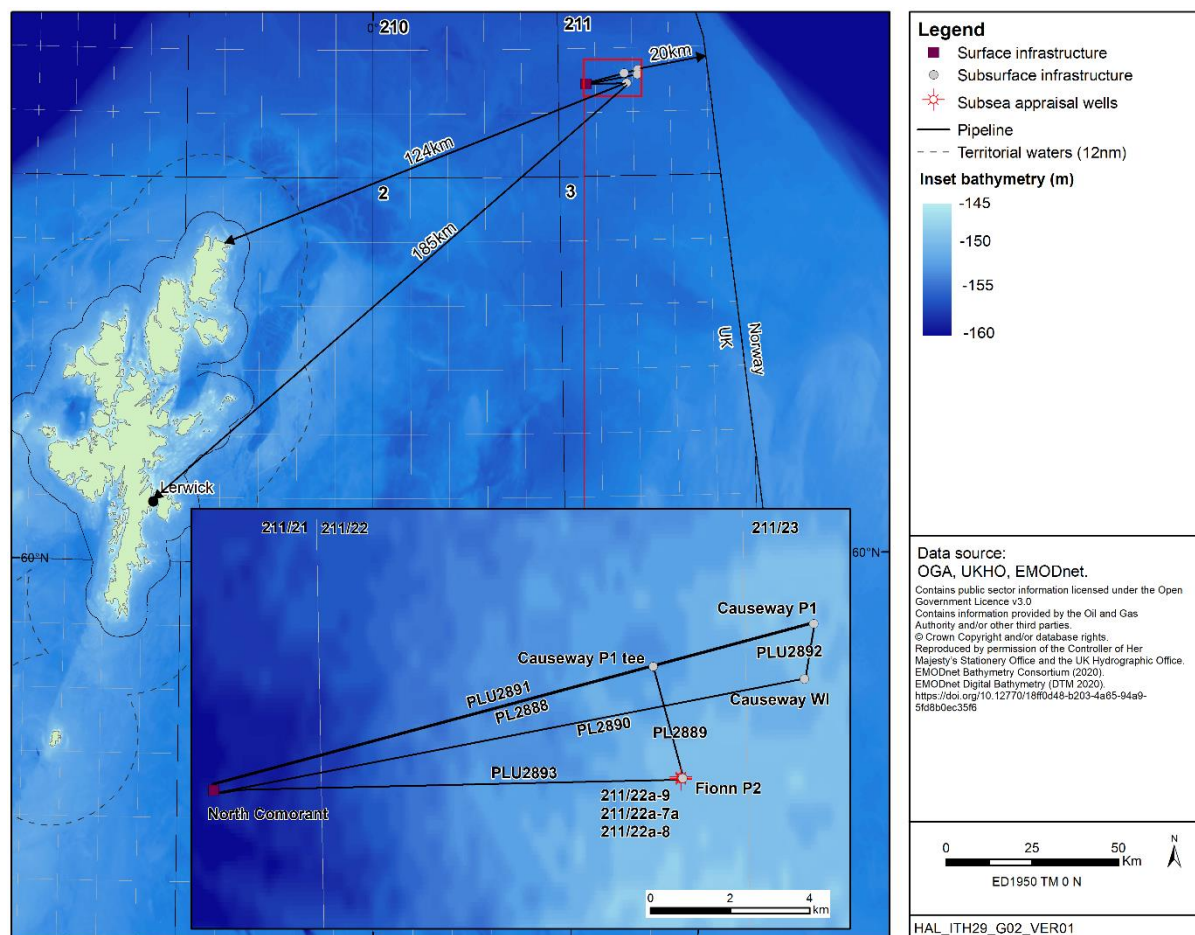 0°
210
211
20km
124km
2
3
185km
UK
Norway
Lerwick
60°N
60°N
211/21
211/22
211/23
Causeway P1
Causeway P1 tee
PLU2892
PLU2891
PL2888
Causeway WI
PL2890
PL2889
PLU2893
Fionn P2
North Comorant
211/22a-9
211/22a-7a
211/22a-8
0 2 4
km
Legend
Surface infrastructure
Subsurface infrastructure
Subsea appraisal wells
Pipeline
Territorial waters (12nm)
Inset bathymetry (m)
-145
-150
-155
-160
Data source:
OGA, UKHO, EMODnet.
Contains public sector information licensed under the Open
Government Licence v3.0
Contains information provided by the Oil and Gas
Authority and/or other third parties.
© Crown Copyright and/or database rights.
Reproduced by permission of the Controller of Her
Majesty's Stationery Office and the UK Hydrographic Office.
EMODnet Bathymetry Consortium (2020).
EMODnet Digital Bathymetry (DTM 2020).
https://doi.org/10.12770/18ff0d48-b203-4a65-94a9-
5fd8b0ec35f6
0 25 50
Km
N
ED1950 TM 0 N
HAL_ITH29_G02_VER01